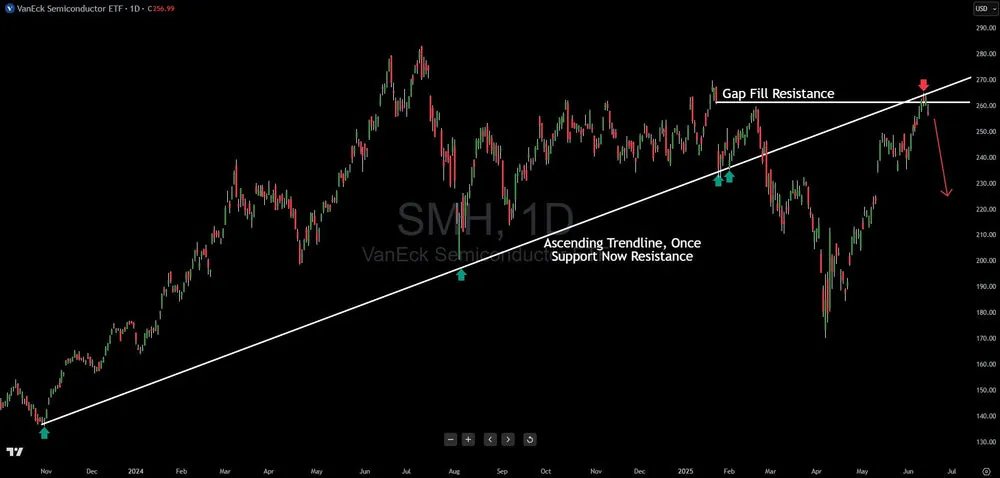 VanEck Semiconductor ETF · 1D · C256.99
USD
290.00
280.00
270.00
Gap Fill Resistance
260.00
250.00
240.00
230.00
SMH, 1D
220.00
Ascending Trendline, Once
Support Now Resistance
VanEck Semiconductor
210.00
200.00
190.00
180.00
170.00
160.00
150.00
140.00
130.00
Nov Dec 2024 Feb Mar Apr May Jun Jul Aug Sep Oct Nov Dec 2025 Feb Mar Apr May Jun Jul